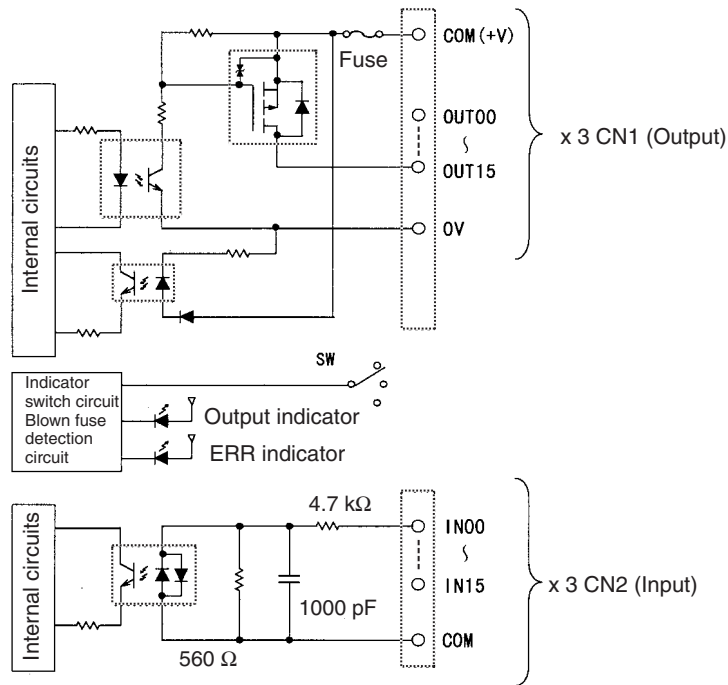 COM (+V)
Fuse
OUT00
~
OUT15
x 3 CN1 (Output)
0V
Internal circuits
SW
Indicator
switch circuit
Blown fuse
detection
circuit
Output indicator
ERR indicator
4.7 kΩ
IN00
~
IN15
x 3 CN2 (Input)
1000 pF
COM
560 Ω
Internal circuits